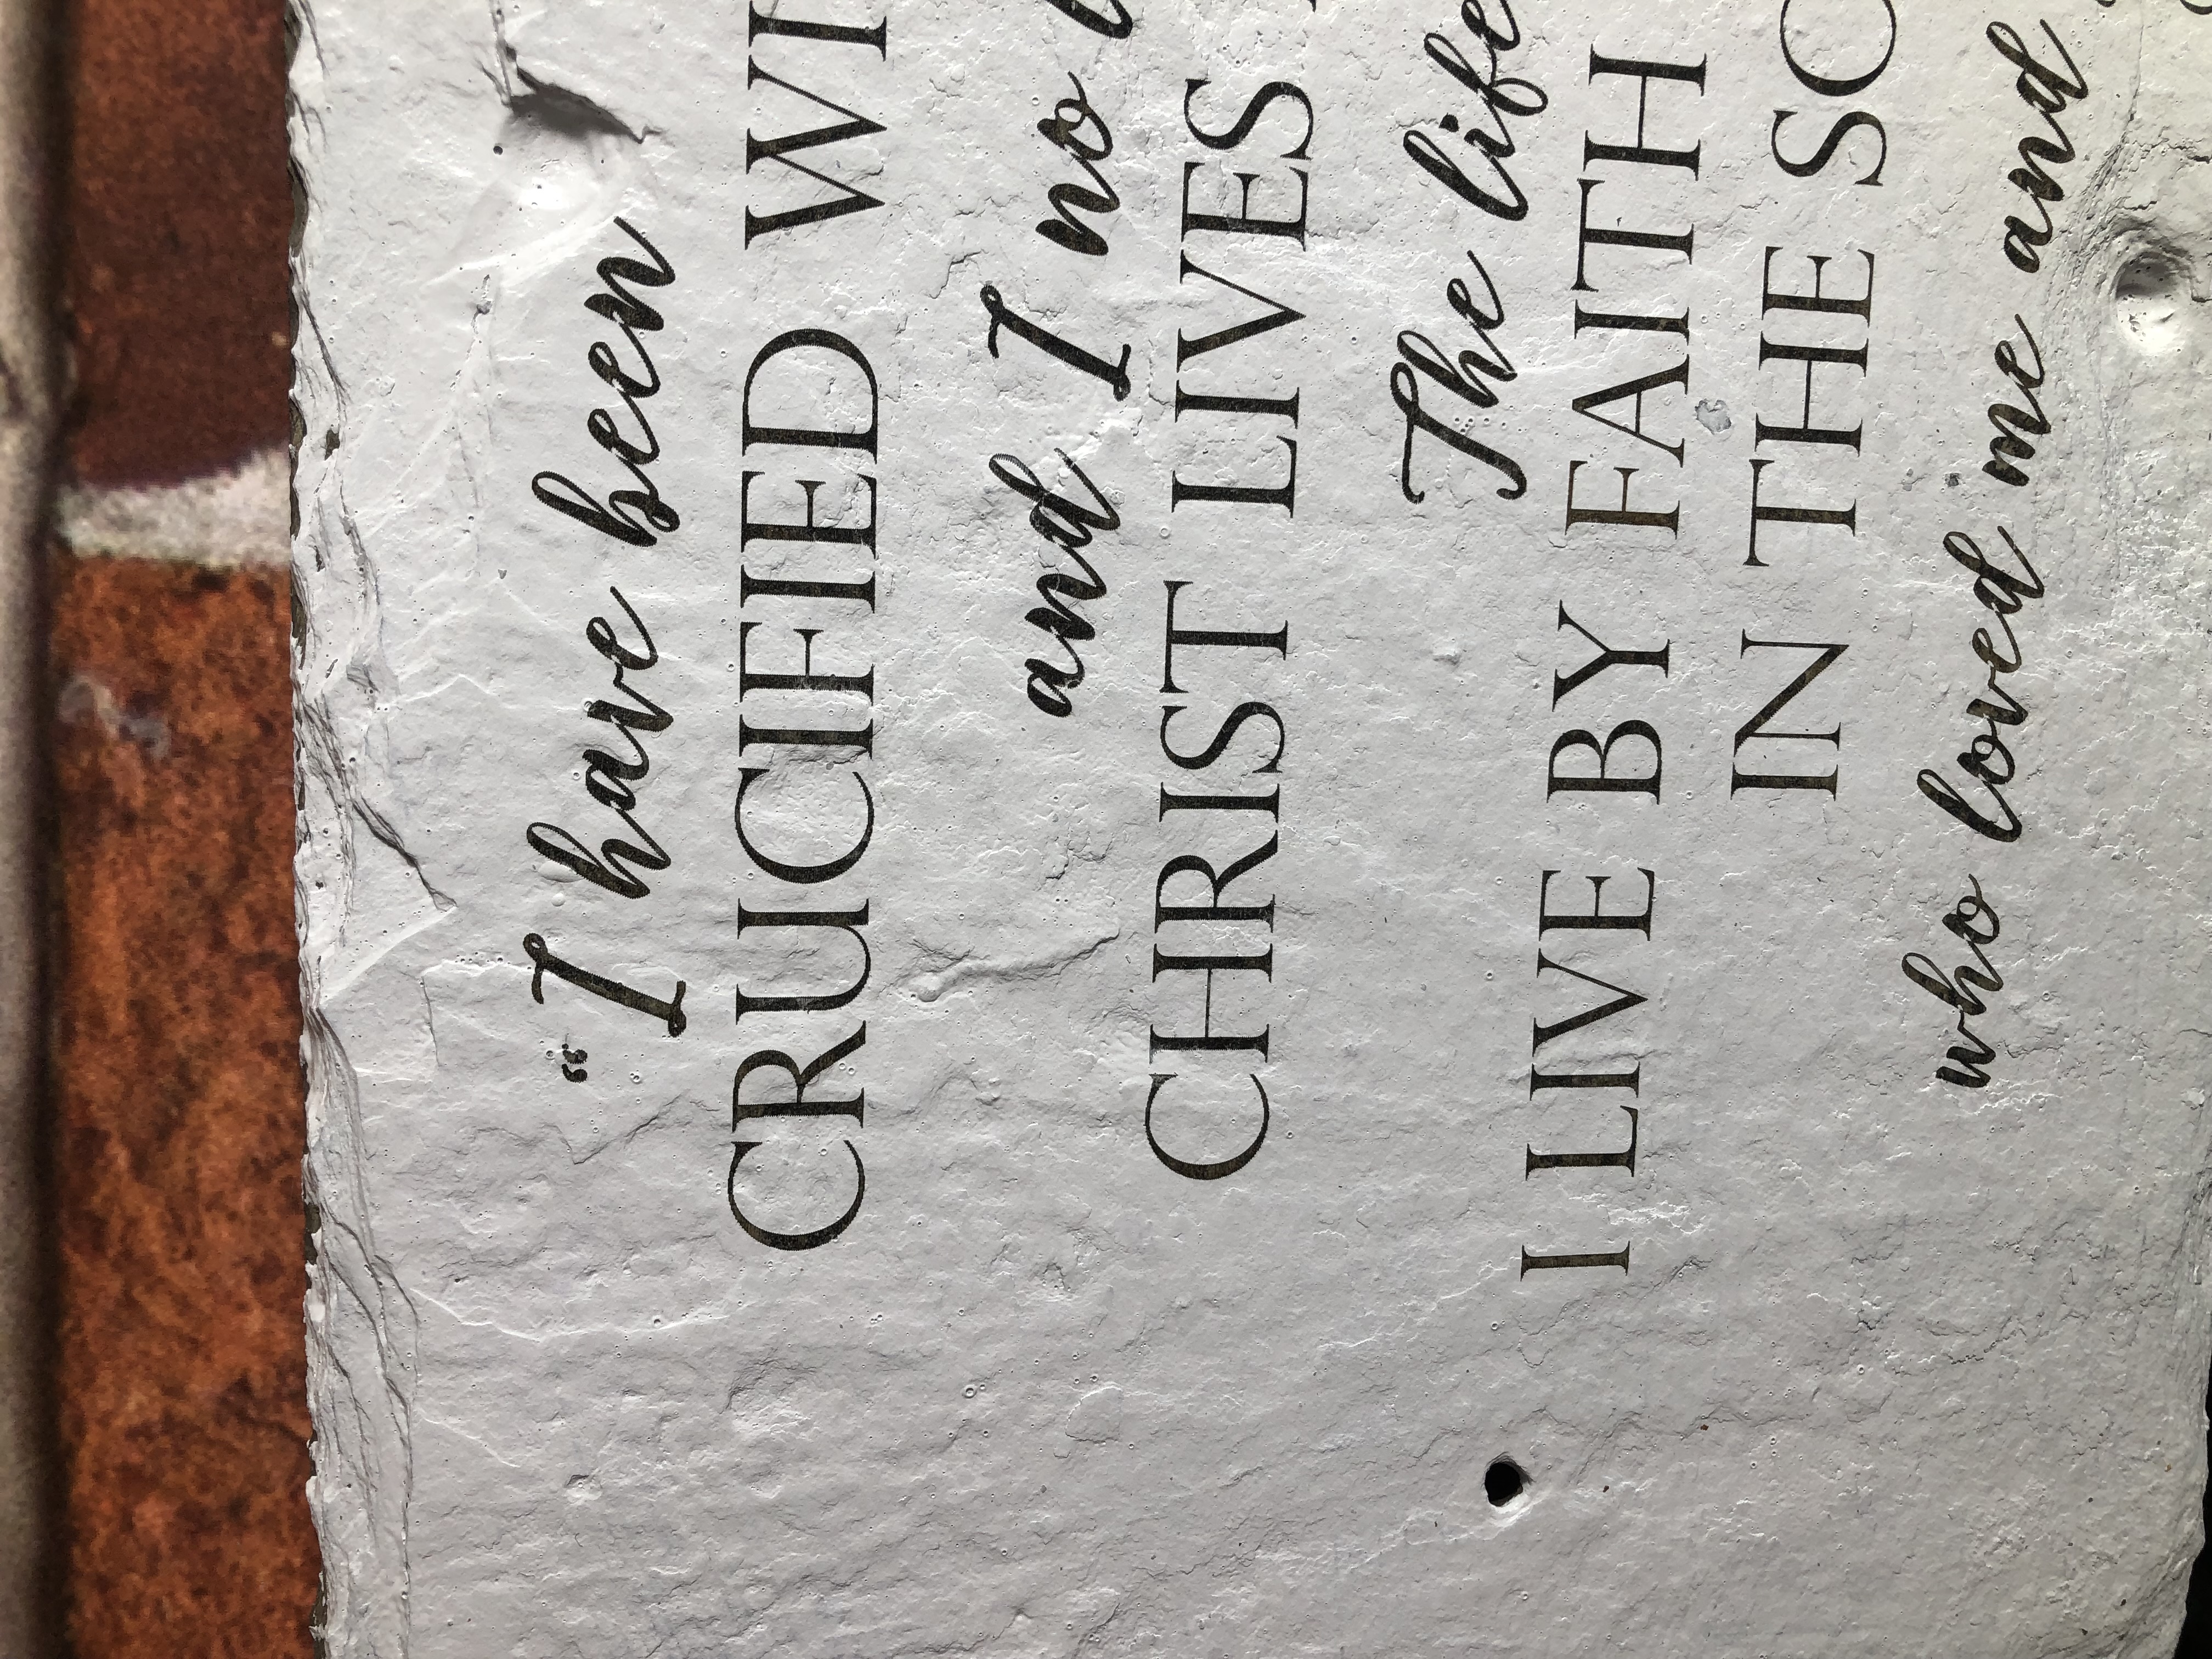 “I have been
CRUCIFIED WI
and I no
CHRIST LIVES
The life
I LIVE BY FAITH
IN THE SO
who loved me and